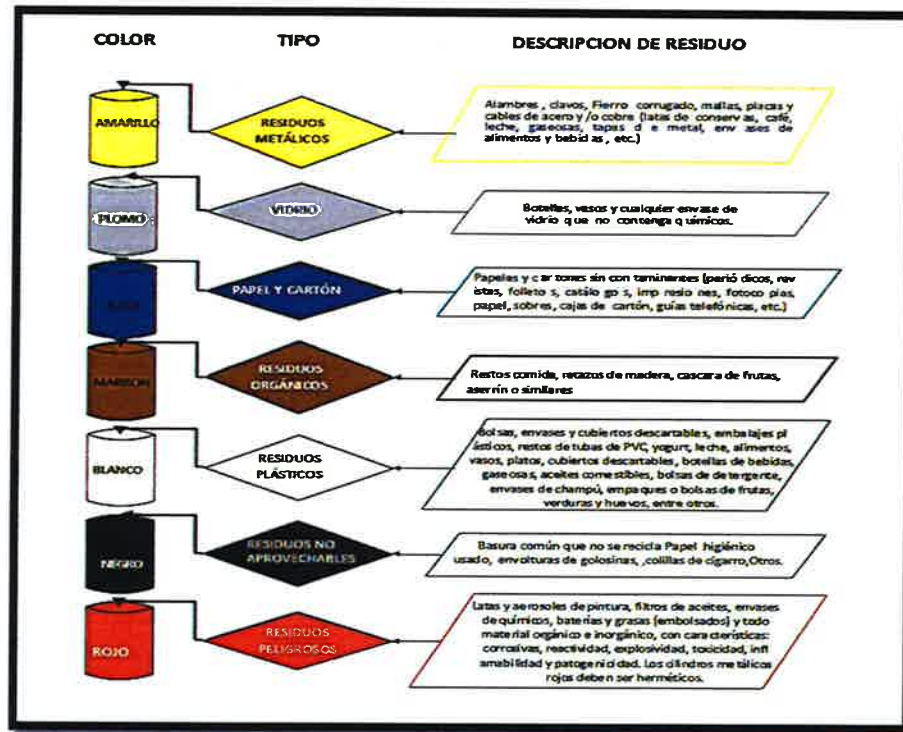 COLOR TIPO DESCRIPCION DE RESIDUO
AMARILLO
RESIDUOS
METÁLICOS
Alambres , clavos, Fierro corrugado, mallas, placas y
cables de acero y /o cobre (latas de conservas, café,
leche, gaseosas, tapas d e metal, env ases de
alimentos y bebidas , etc.)
PLOMO
VIDRIO
Botellas, vasos y cualquier envase de
vidrio que no contenga químicos.
PAPEL Y CARTÓN
Papeles y c ar tones sin con taminentes (perió dicos, rev
istas, folleto s, catálo go s, imp resio nes, fotoco pias,
papel, sobres, cajas de cartón, guías telefónicas, etc.)
MARRON
RESIDUOS
ORGÁNICOS
Restos comida, retazos de madera, cascara de frutas,
aserrín o similares
BLANCO
RESIDUOS
PLÁSTICOS
Bolsas, envases y cubiertos descartables, embalajes pl
ásticos, restos de tubas de PVC, yogurt, leche, alimentos,
vasos, platos, cubiertos descartables, botellas de bebidas,
gaseosas, aceites comestibles, bolsas de detergente,
envases de champú, empaques o bolsas de frutas,
verduras y huevos, entre otros.
NEGRO
RESIDUOS NO
APROVECHABLES
Basura común que no se recicla Papel higiénico
usado, envolturas de golosinas, ,colillas de cigarro,Otros.
ROJO
RESIDUOS
PELIGROSOS
Latas y aerosoles de pintura, filtros de aceites, envases
de químicos, baterías y grasas (embolsados) y todo
material orgánico e inorgánico, con características:
corrosivas, reactividad, explosividad, toxicidad, infl
amabilidad y patogenicidad. Los cilindros metálicos
rojos deben ser herméticos.